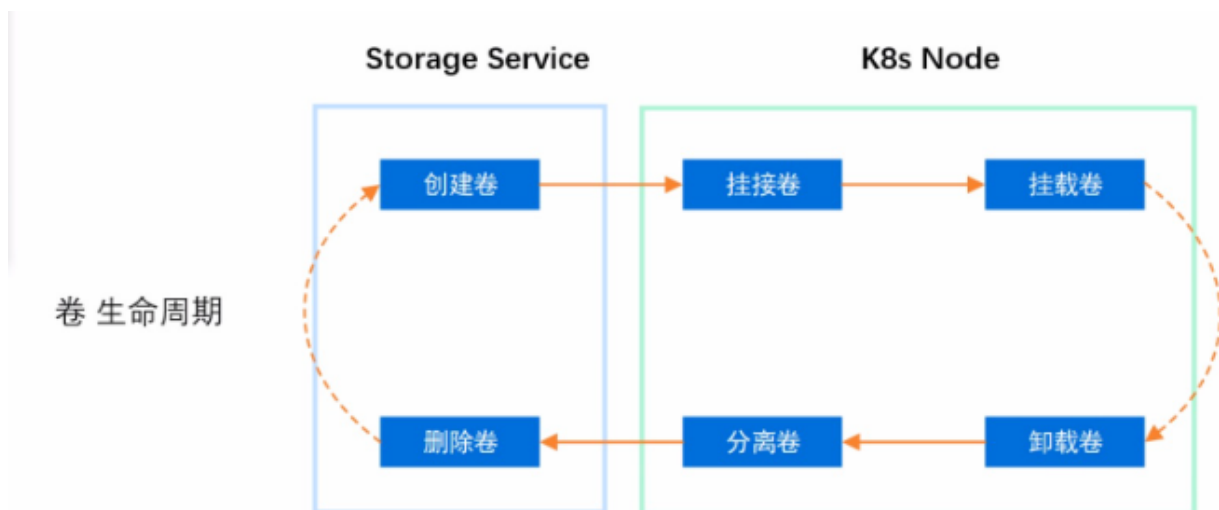 Storage Service
K8s Node
创建卷
挂接卷
挂载卷
卷 生命周期
删除卷
分离卷
卸载卷